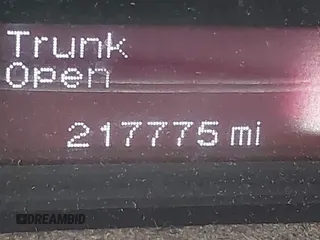 Trunk
Open
217775 mi
DREAMBID